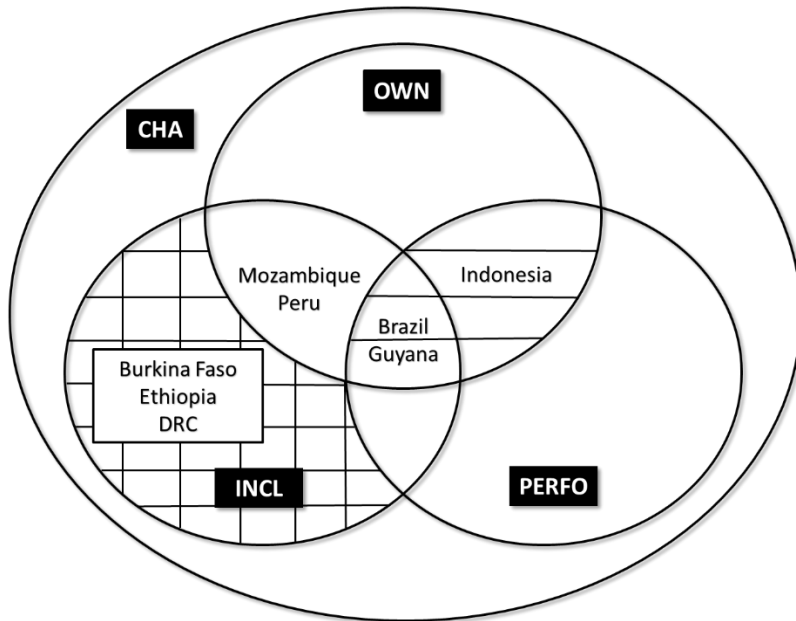 OWN
CHA
Mozambique
Peru
Indonesia
Brazil
Guyana
Burkina Faso
Ethiopia
DRC
INCL
PERFO